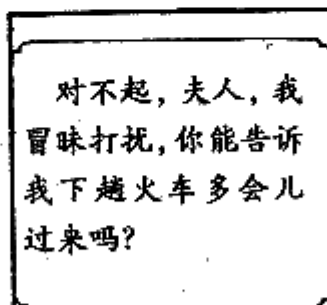 对不起，夫人，我
冒昧打扰，你能告诉
我下趟火车多会儿
过来吗？